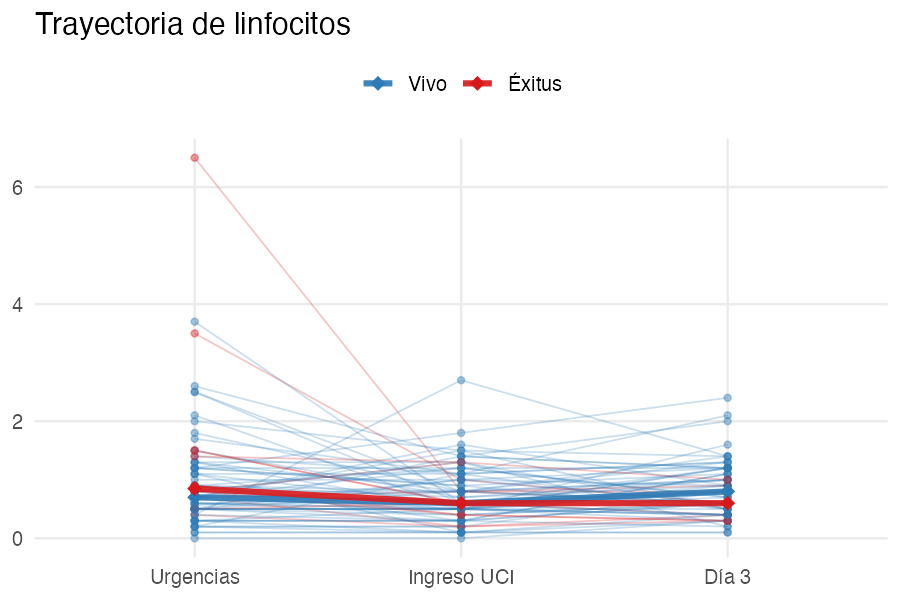 Trayectoria de linfocitos
Vivo Éxitus
6
4
2
0
Urgencias Ingreso UCI Día 3